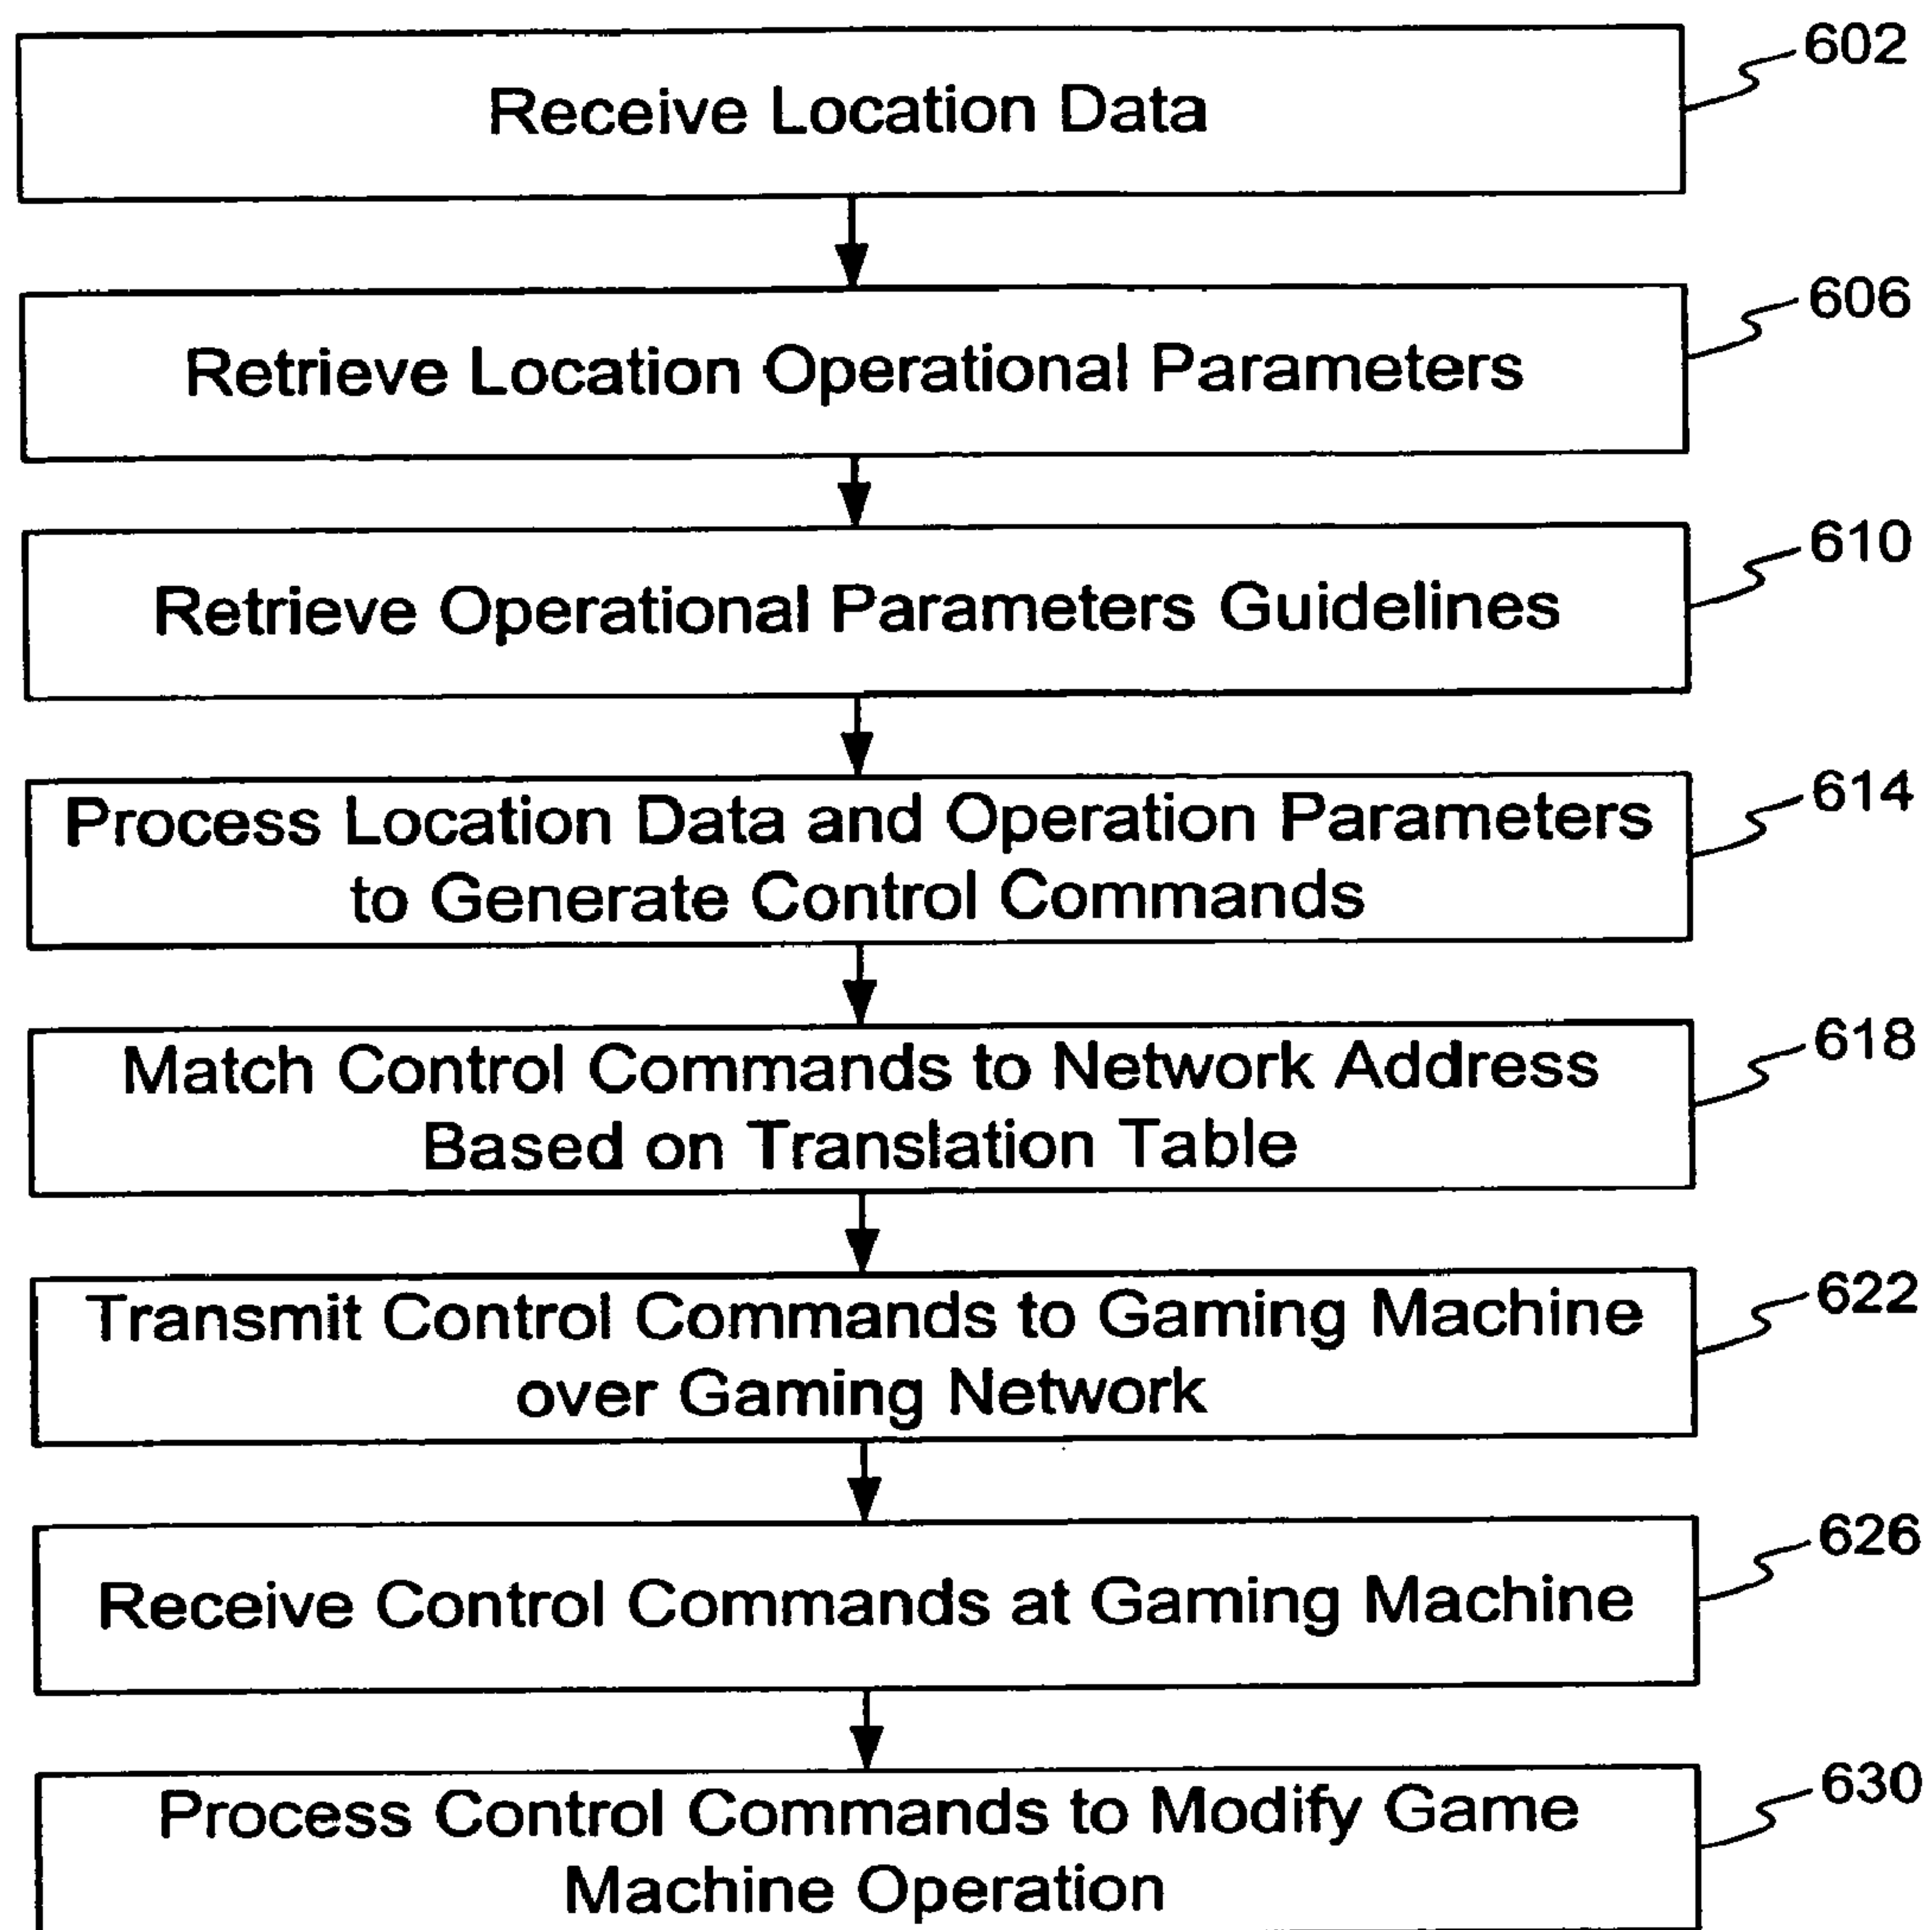 Receive Location Data
602
Retrieve Location Operational Parameters
606
Retrieve Operational Parameters Guidelines
610
Process Location Data and Operation Parameters
to Generate Control Commands
614
Match Control Commands to Network Address
Based on Translation Table
618
Transmit Control Commands to Gaming Machine
over Gaming Network
622
Receive Control Commands at Gaming Machine
626
Process Control Commands to Modify Game
Machine Operation
630